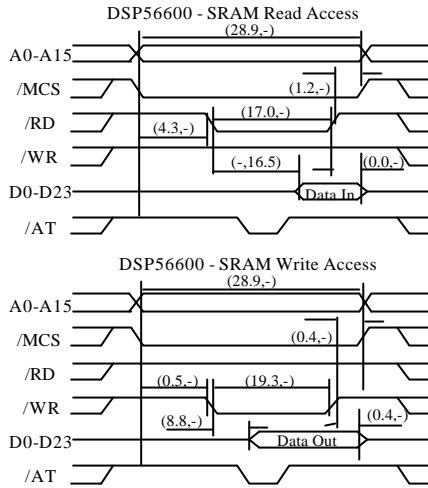 DSP56600 - SRAM Read Access
(28.9,-)
A0-A15
/MCS
(1.2,-)
/RD
(17.0,-)
(4.3,-)
/WR
(-,16.5)
(0.0,-)
D0-D23
Data In
/AT
DSP56600 - SRAM Write Access
(28.9,-)
A0-A15
/MCS
(0.4,-)
/RD
(0.5,-)
(19.3,-)
/WR
(8.8,-)
(0.4,-)
D0-D23
Data Out
/AT